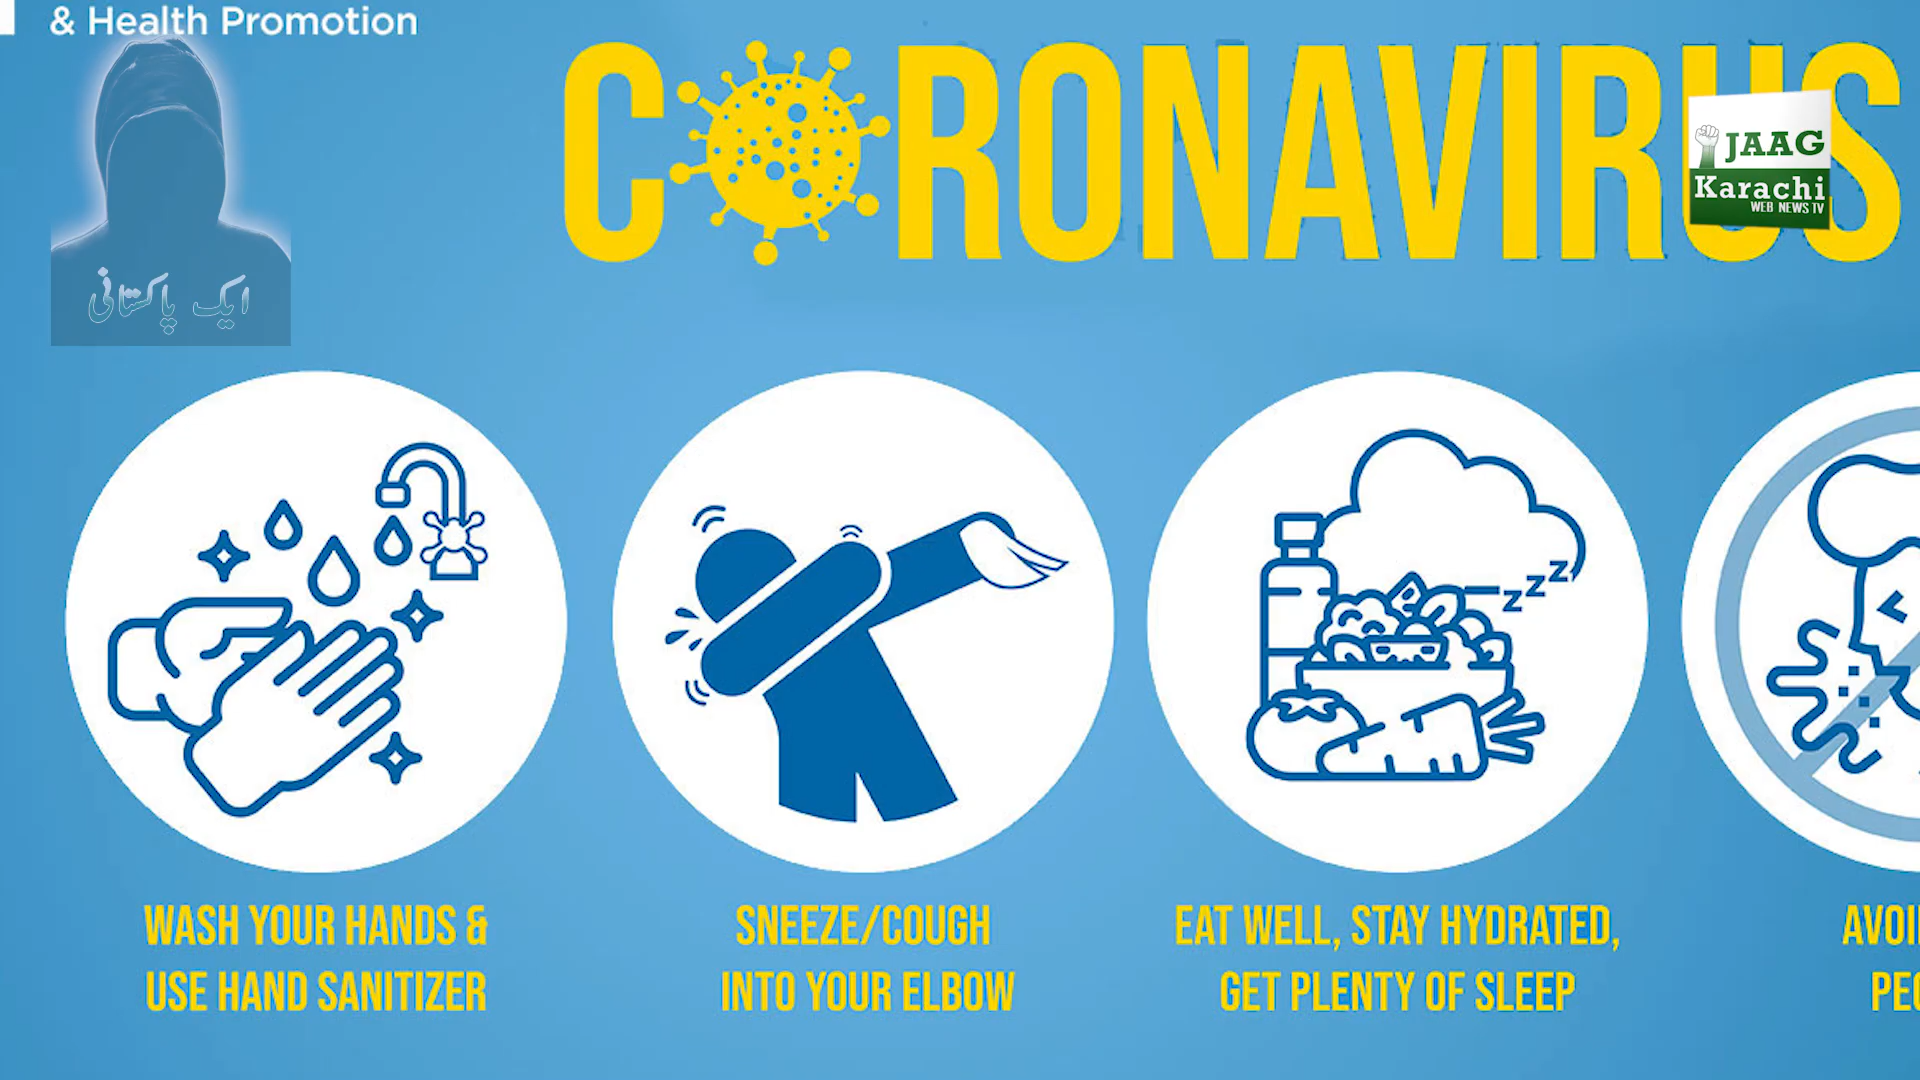 & Health Promotion
CORONAVIRUS
JAAG
Karachi
WEB NEWS TV
ایک پاکستانی
zzz
WASH YOUR HANDS &
USE HAND SANITIZER
SNEEZE/COUGH
INTO YOUR ELBOW
EAT WELL, STAY HYDRATED,
GET PLENTY OF SLEEP